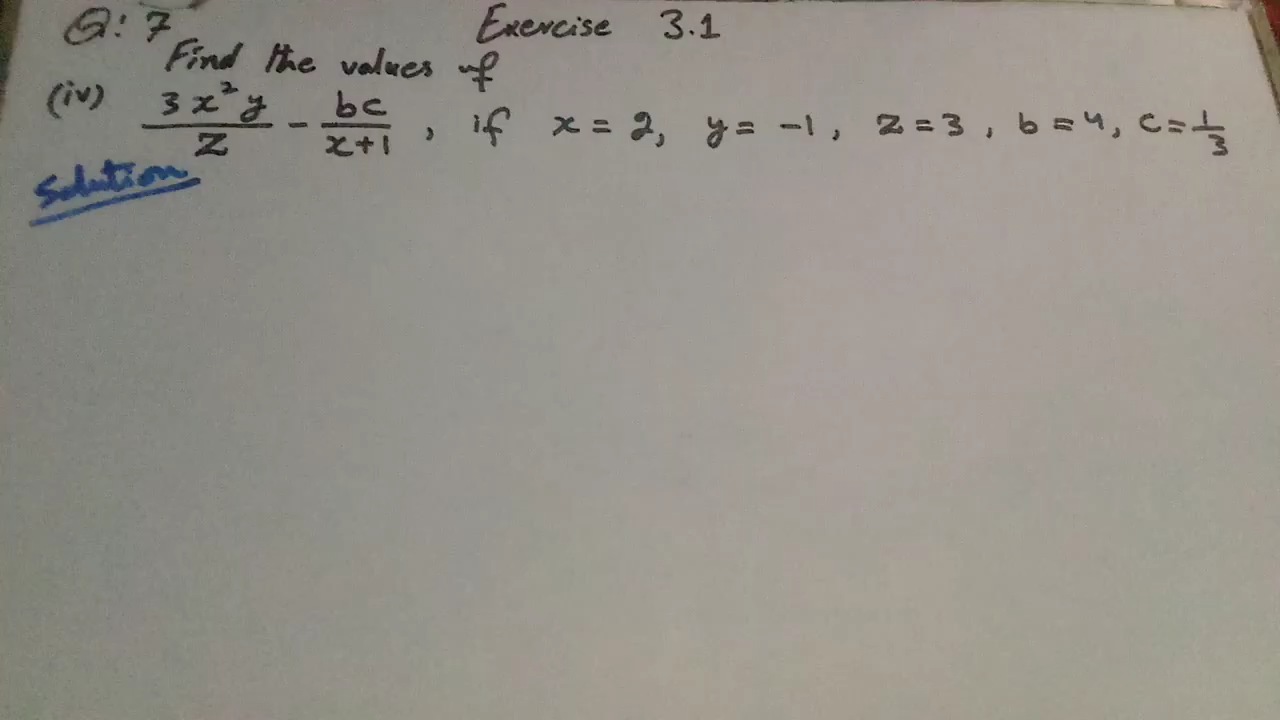 Q: 7 Exercise 3.1
Find the values of
(iv) 3x²y/z - bc/x+1 , if x = 2, y = -1, z = 3, b = 4, c = 1/3
Solution